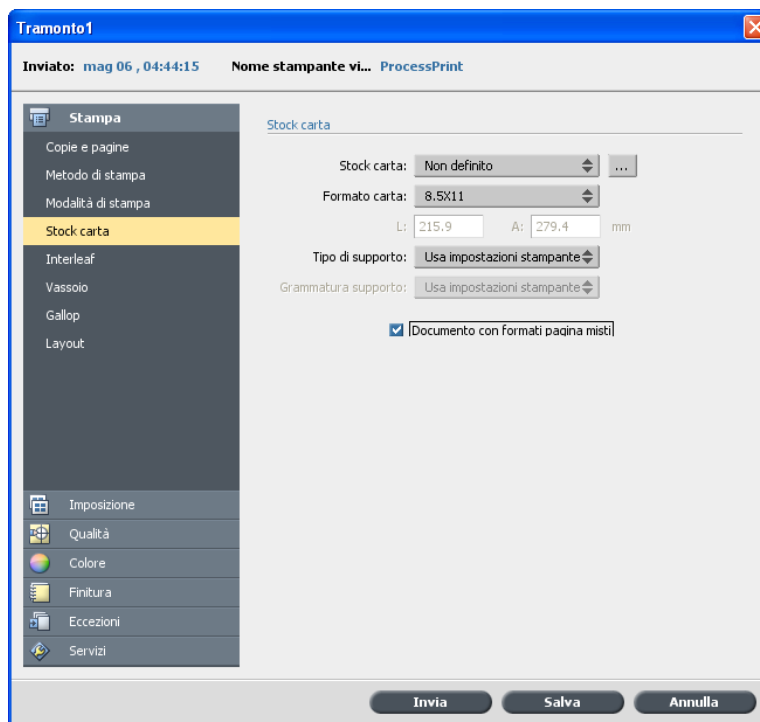 Tramonto1
Inviato: mag 06 , 04:44:15 Nome stampante vi... ProcessPrint
Stampa
Copie e pagine
Metodo di stampa
Modalità di stampa
Stock carta
Interleaf
Vassoio
Gallop
Layout
Imposizione
Qualità
Colore
Finitura
Eccezioni
Servizi
Stock carta
Stock carta: Non definito ...
Formato carta: 8.5X11
L: 215.9 A: 279.4 mm
Tipo di supporto: Usa impostazioni stampante
Grammatura supporto: Usa impostazioni stampante
Documento con formati pagina misti
Invia Salva Annulla